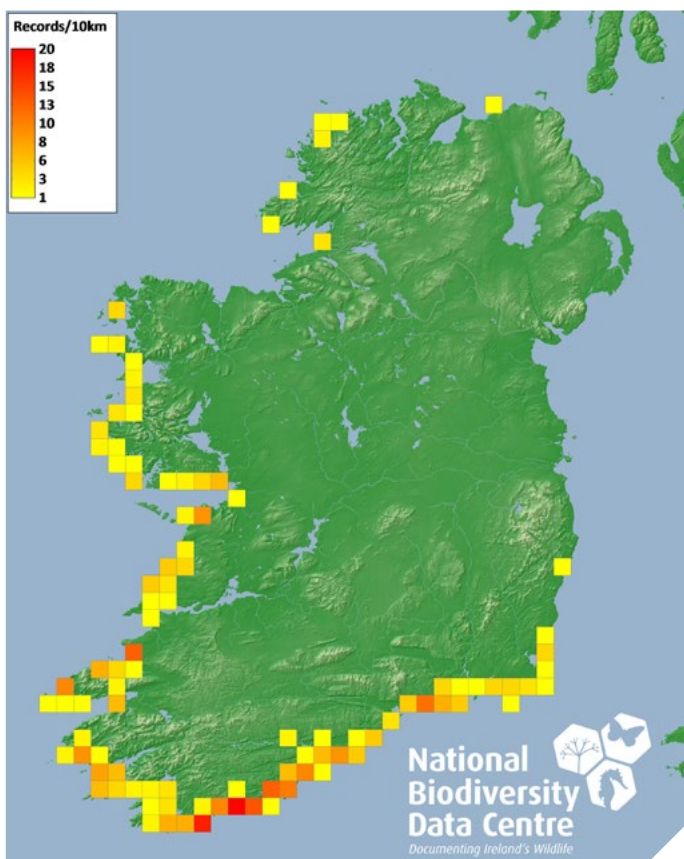 Records/10km
20
18
15
13
10
8
6
3
1
National
Biodiversity
Data Centre
Documenting Ireland's Wildlife